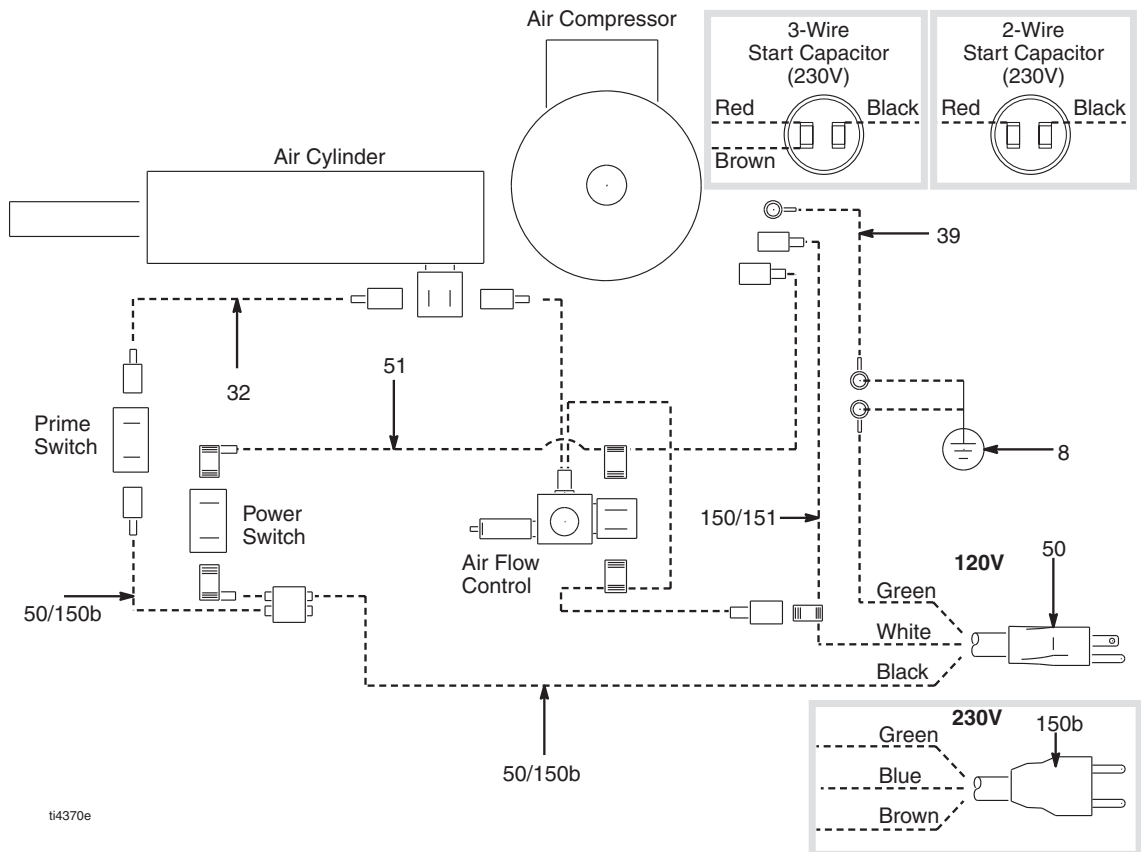 Air Compressor
3-Wire
Start Capacitor
(230V)
Red
Black
Brown
2-Wire
Start Capacitor
(230V)
Red
Black
Air Cylinder
39
32
51
Prime
Switch
8
Power
Switch
150/151
Air Flow
Control
50/150b
120V
50
Green
White
Black
50/150b
230V
150b
Green
Blue
Brown
ti4370e